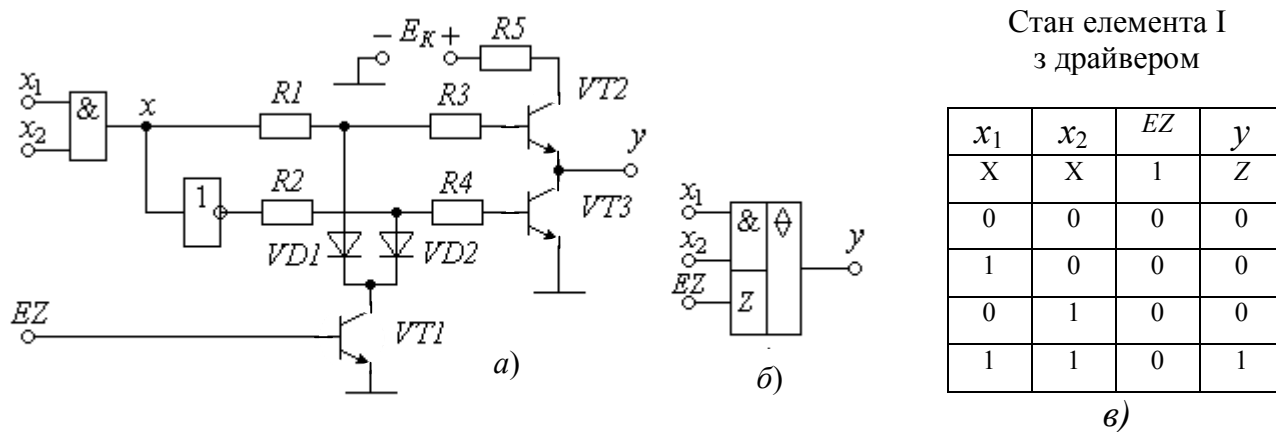 − E_K +
R5
x₁
&
x₂
x
R1
R3
VT2
y
1
R2
R4
VT3
VD1
VD2
EZ
VT1
а)
x₁
&
x₂
EZ
Z
y
б)
Стан елемента І
з драйвером
x₁ x₂ EZ y
X X 1 Z
0 0 0 0
1 0 0 0
0 1 0 0
1 1 0 1
в)